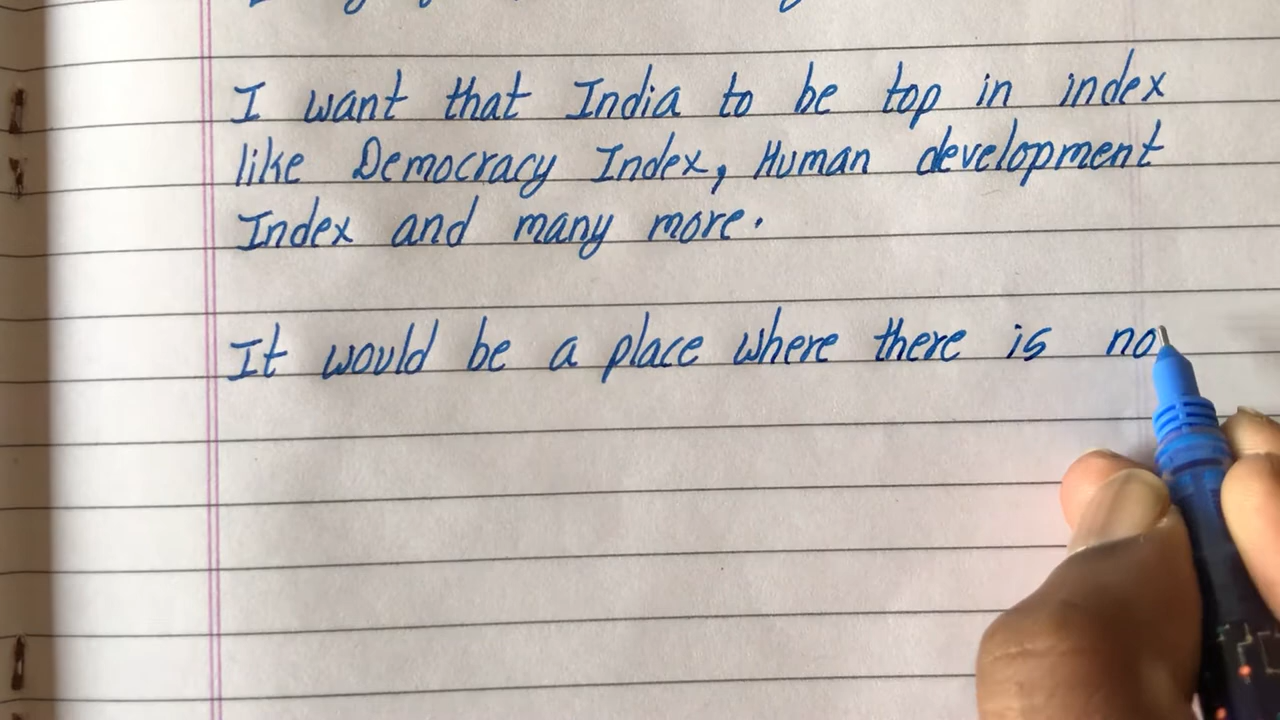 I want that India to be top in index
like Democracy Index, Human development
Index and many more.
It would be a place where there is no